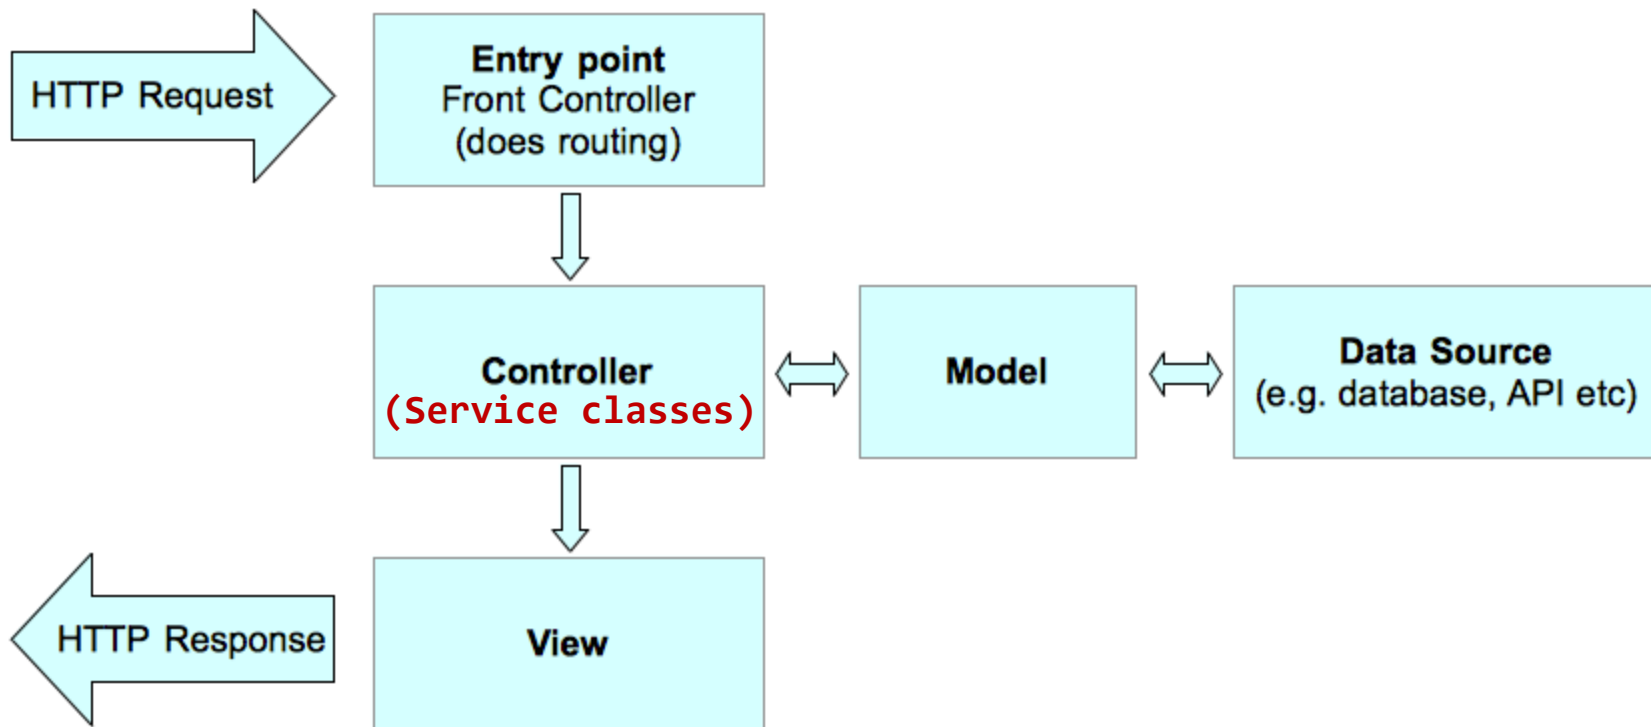 HTTP Request
Entry point
Front Controller
(does routing)
Controller
(Service classes)
Model
Data Source
(e.g. database, API etc)
HTTP Response
View